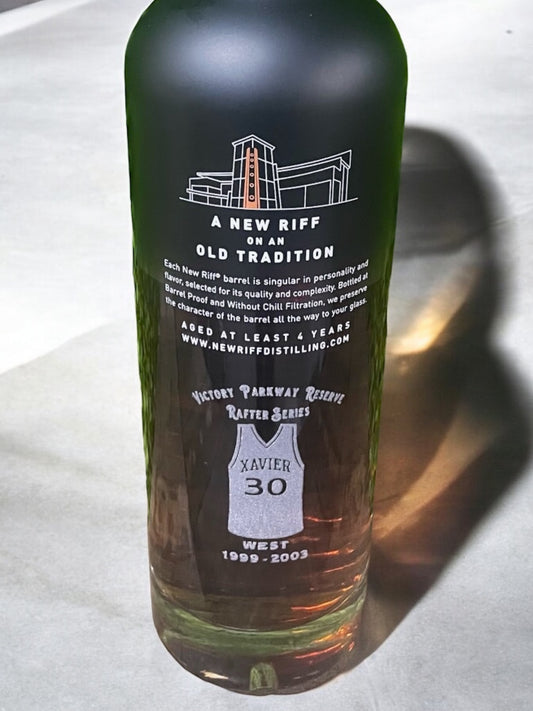 A NEW RIFF
ON AN
OLD TRADITION
Each New Riff® barrel is singular in personality and
flavor, selected for its quality and complexity. Bottled at
Barrel Proof and Without Chill Filtration, we preserve
the character of the barrel all the way to your glass.
AGED AT LEAST 4 YEARS
WWW.NEWRIFFDISTILLING.COM
Victory Parkway Reserve
Rafter Series
XAVIER
30
WEST
1999-2003